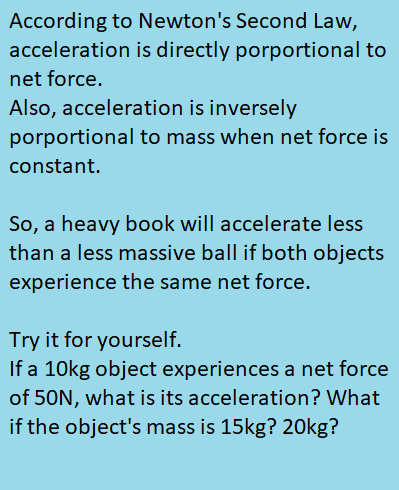 According to Newton's Second Law,
acceleration is directly porportional to
net force.
Also, acceleration is inversely
porportional to mass when net force is
constant.
So, a heavy book will accelerate less
than a less massive ball if both objects
experience the same net force.
Try it for yourself.
If a 10kg object experiences a net force
of 50N, what is its acceleration? What
if the object's mass is 15kg? 20kg?